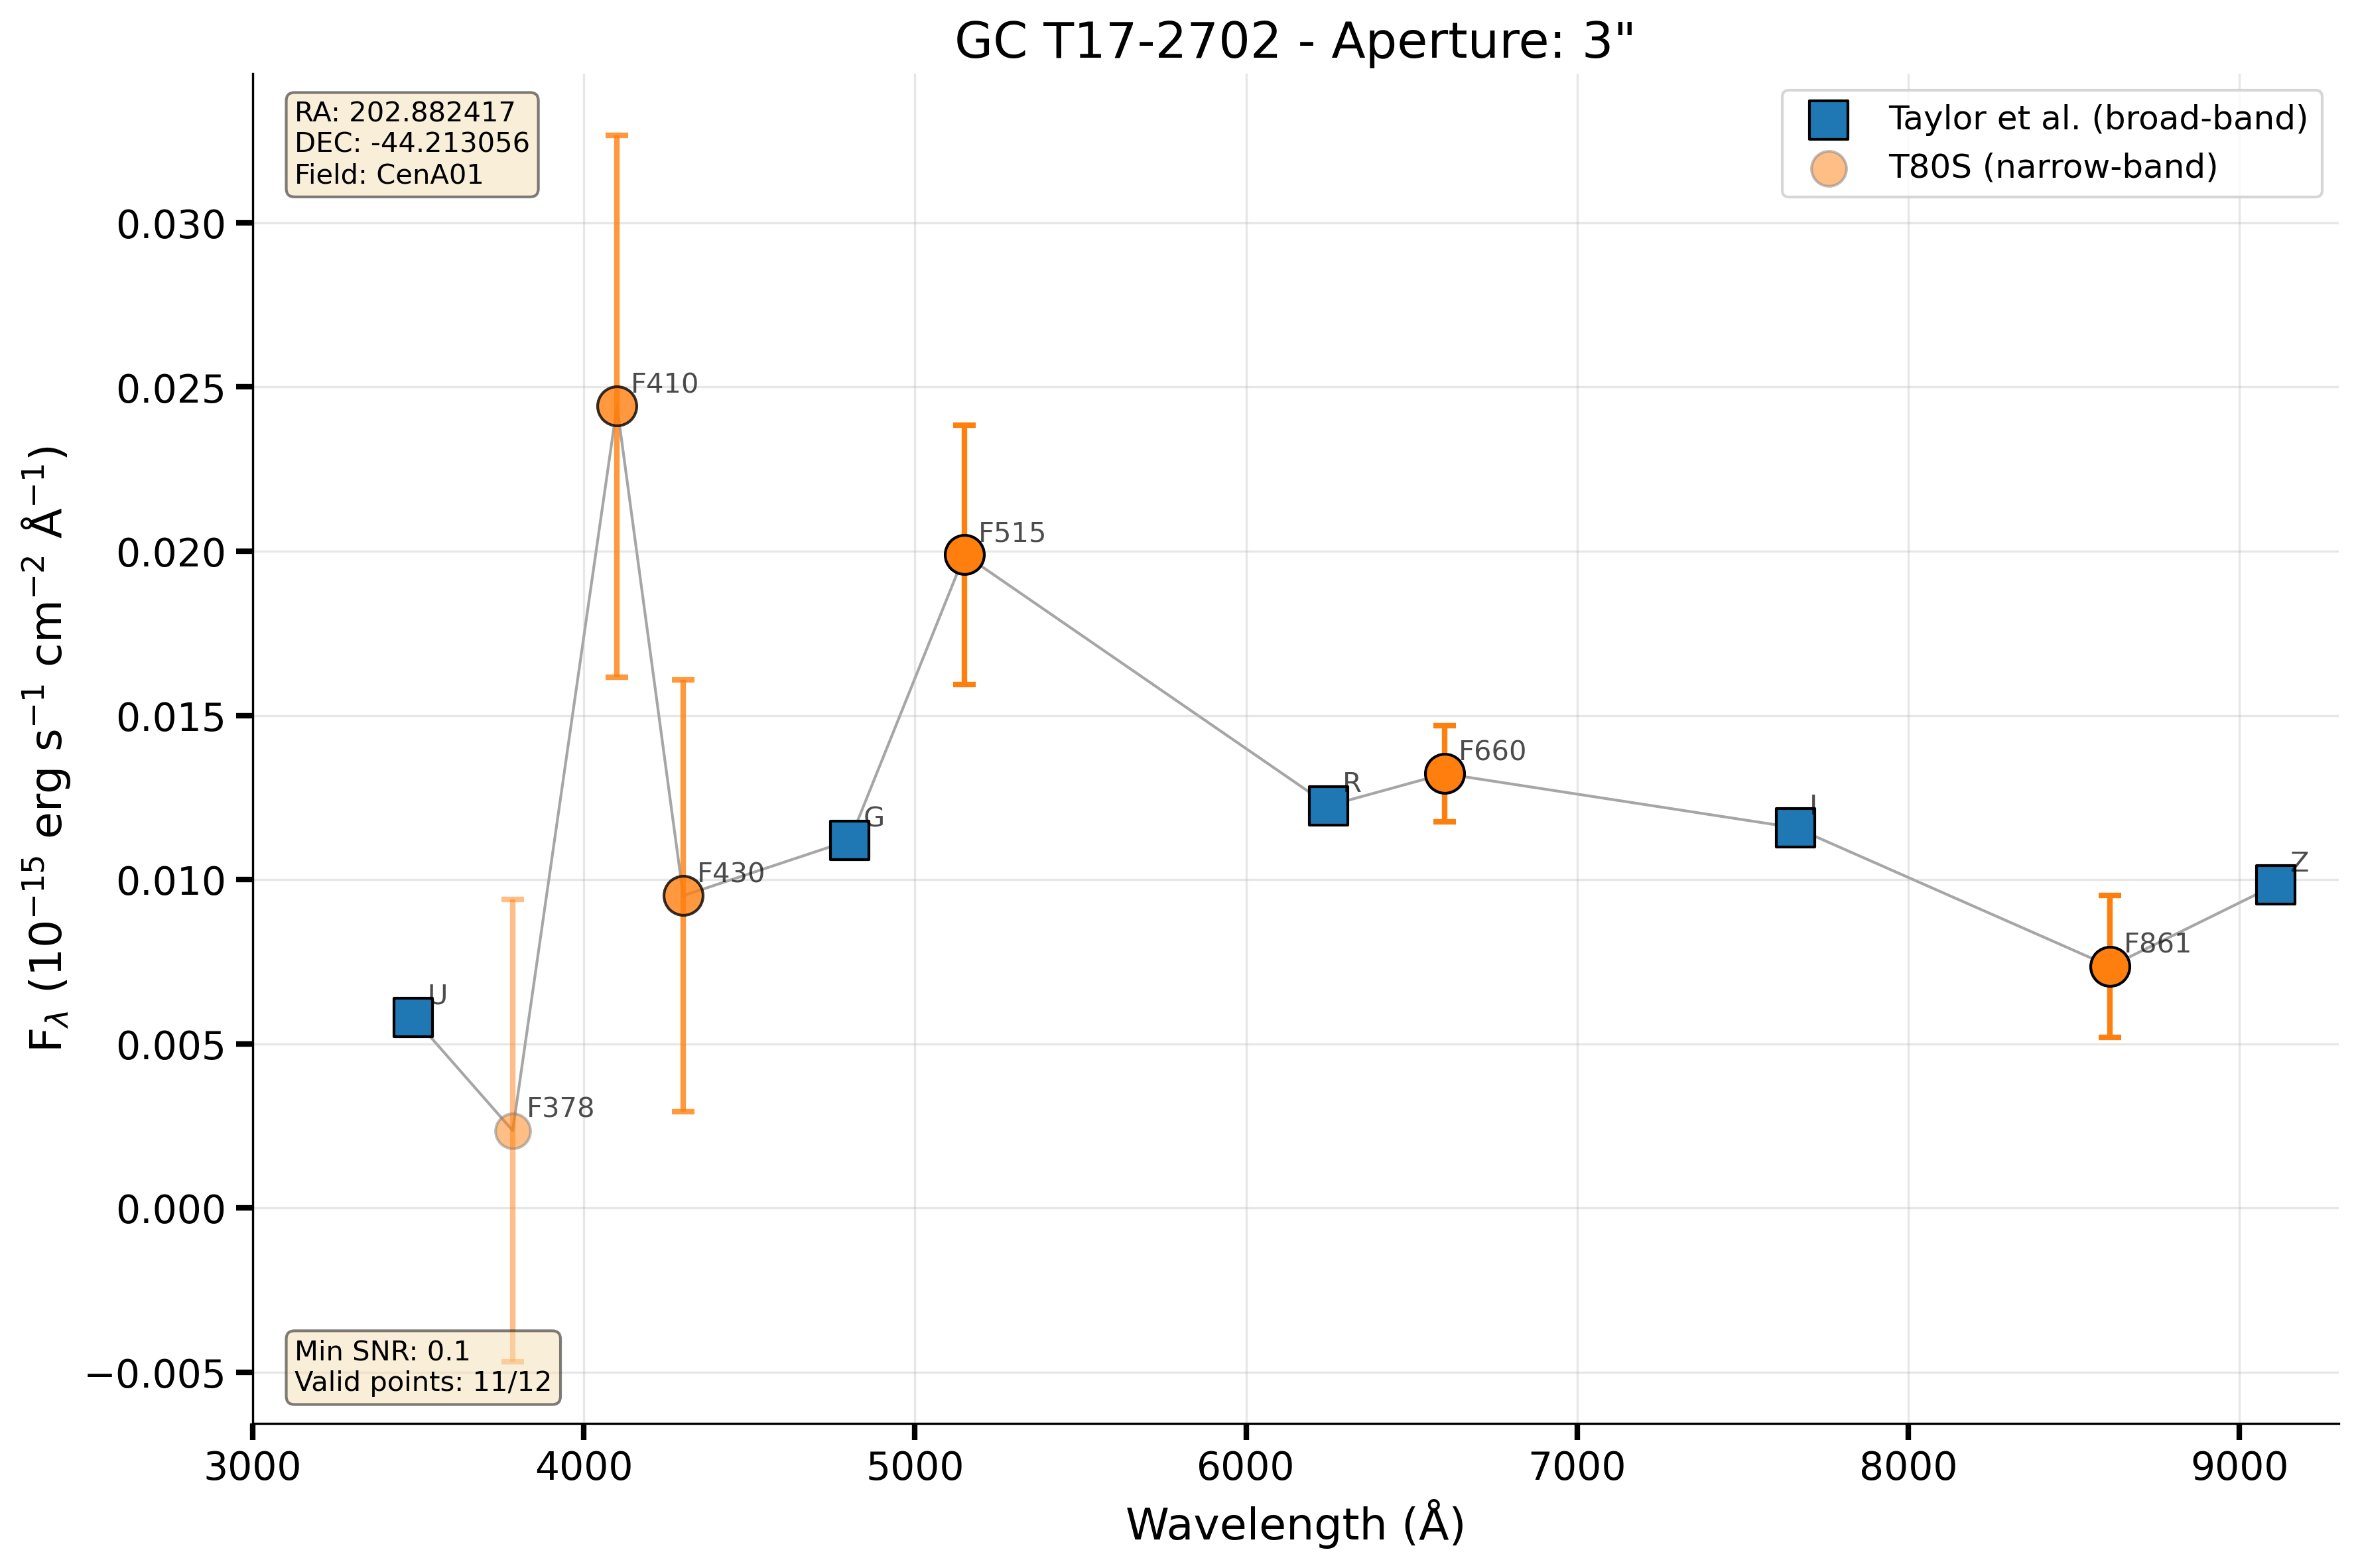 GC T17-2702 - Aperture: 3"
RA: 202.882417
DEC: -44.213056
Field: CenA01
Taylor et al. (broad-band)
T80S (narrow-band)
F_λ (10⁻¹⁵ erg s⁻¹ cm⁻² Å⁻¹)
0.030
0.025
0.020
0.015
0.010
0.005
0.000
−0.005
U
F378
F410
F430
G
F515
R
F660
I
F861
Z
Min SNR: 0.1
Valid points: 11/12
3000 4000 5000 6000 7000 8000 9000
Wavelength (Å)